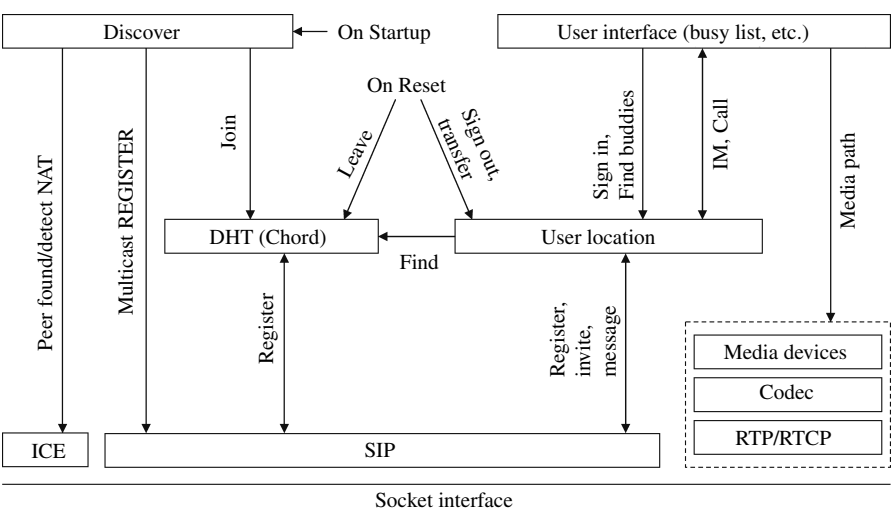 Discover
On Startup
User interface (busy list, etc.)
On Reset
Peer found/detect NAT
Multicast REGISTER
Join
Leave
Sign out,
transfer
Sign in,
Find buddies
IM, Call
Media path
DHT (Chord)
User location
Find
Register
Register,
invite,
message
Media devices
Codec
RTP/RTCP
ICE
SIP
Socket interface